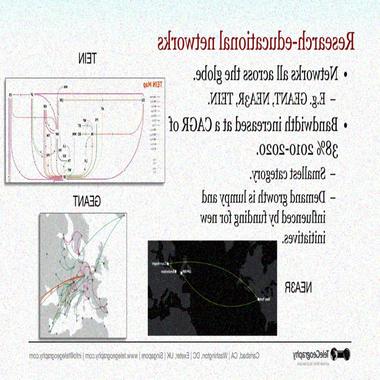 Research-educational networks
• Networks all across the globe.
– E.g. GEANT, NEA3R, TEIN.
• Bandwidth increased at a CAGR of
38% 2010-2020.
– Smallest category.
– Demand growth is lumpy and
influenced by funding for new
initiatives.
TEIN
TEIN Map
GEANT
NEA3R
TeleGeography
Carlsbad, CA | Washington, DC | Exeter, UK | Singapore | www.telegeography.com | info@telegeography.com